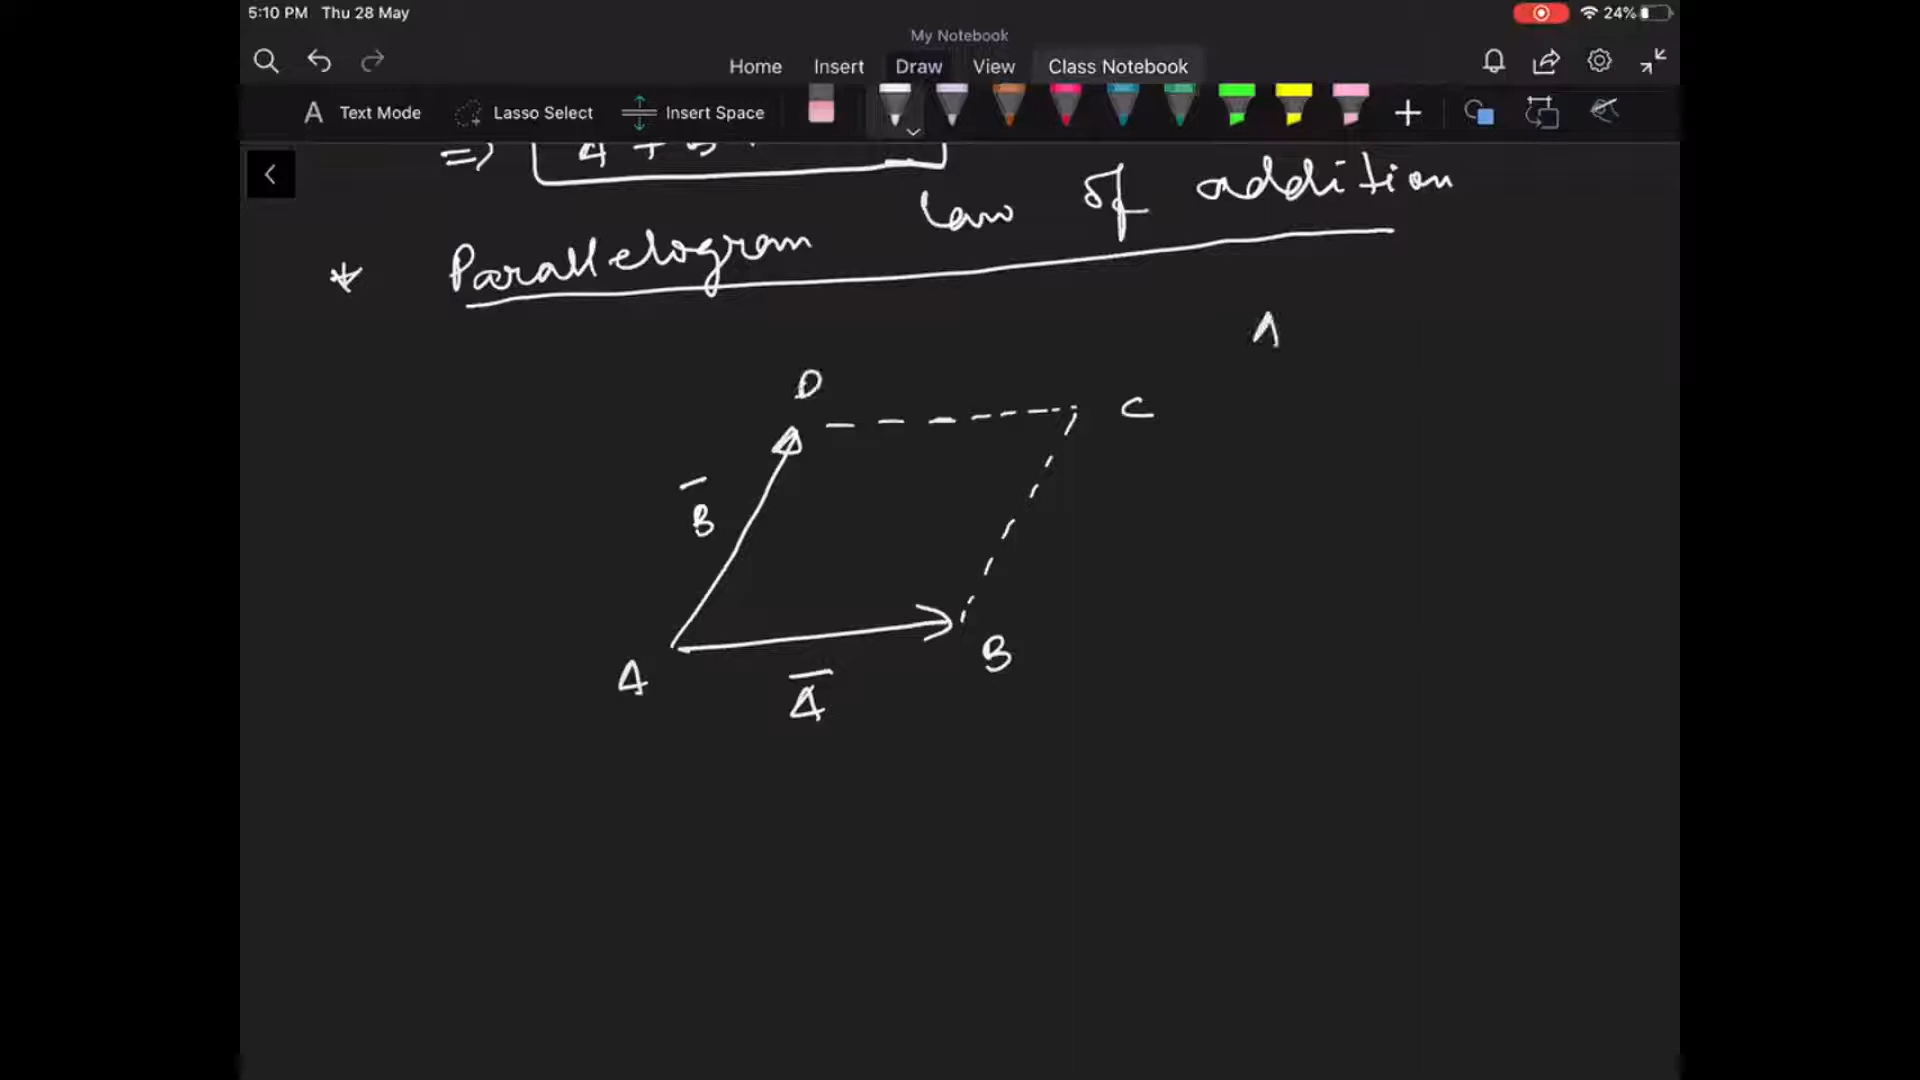 5:10 PM Thu 28 May
24%
My Notebook
Home Insert Draw View Class Notebook
A Text Mode Lasso Select Insert Space
=> A + B
* Parallelogram law of addition
A
D
C
B
A
B
A